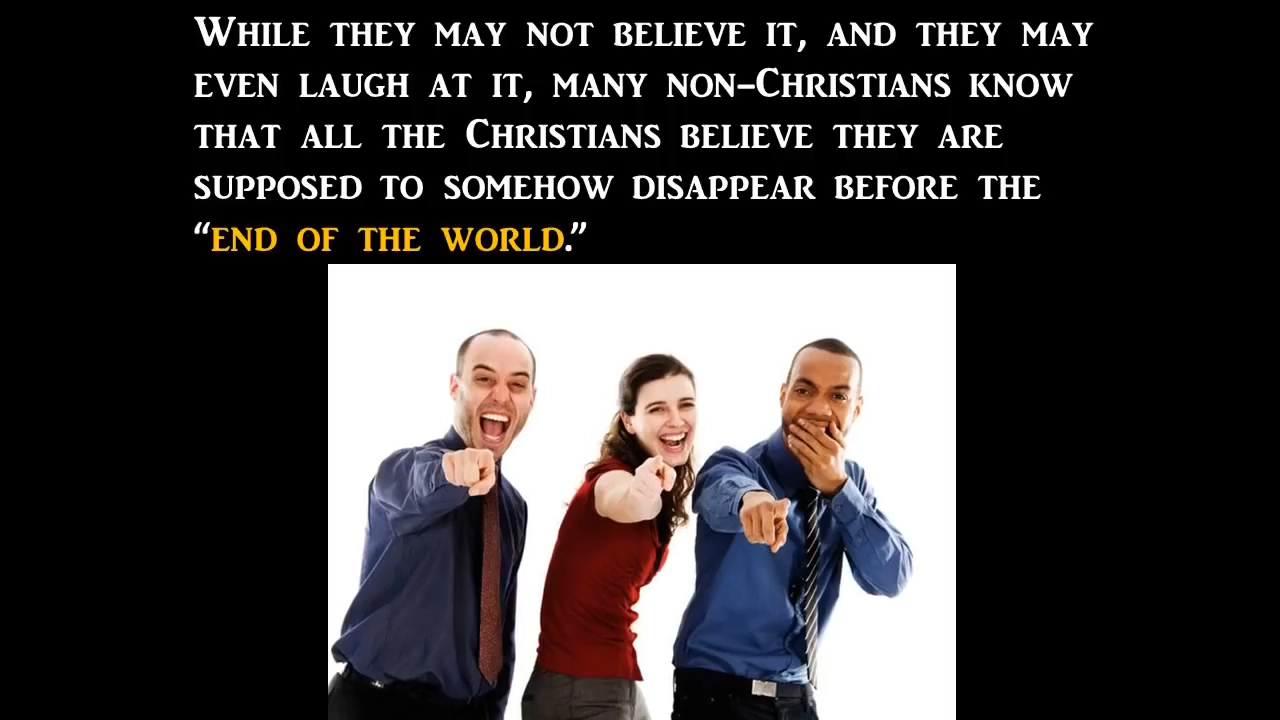 While they may not believe it, and they may
even laugh at it, many non-Christians know
that all the Christians believe they are
supposed to somehow disappear before the
“end of the world.”